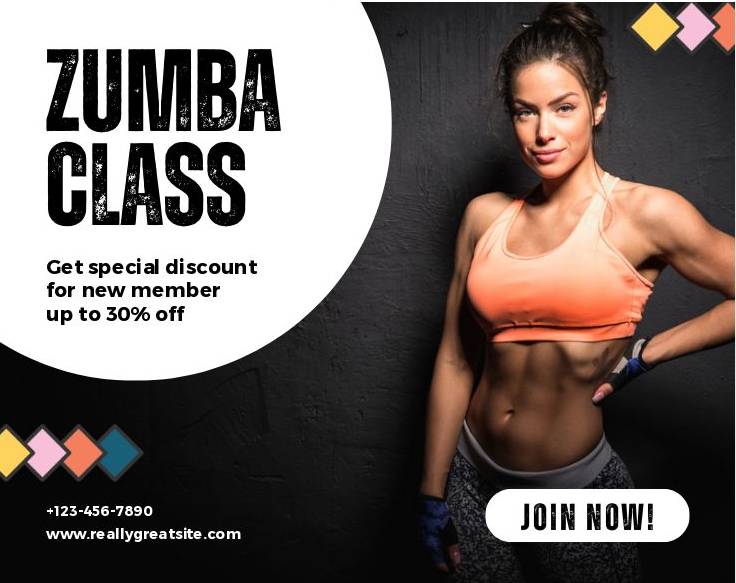 ZUMBA
CLASS
Get special discount
for new member
up to 30% off
+123-456-7890
www.reallygreatsite.com
JOIN NOW!